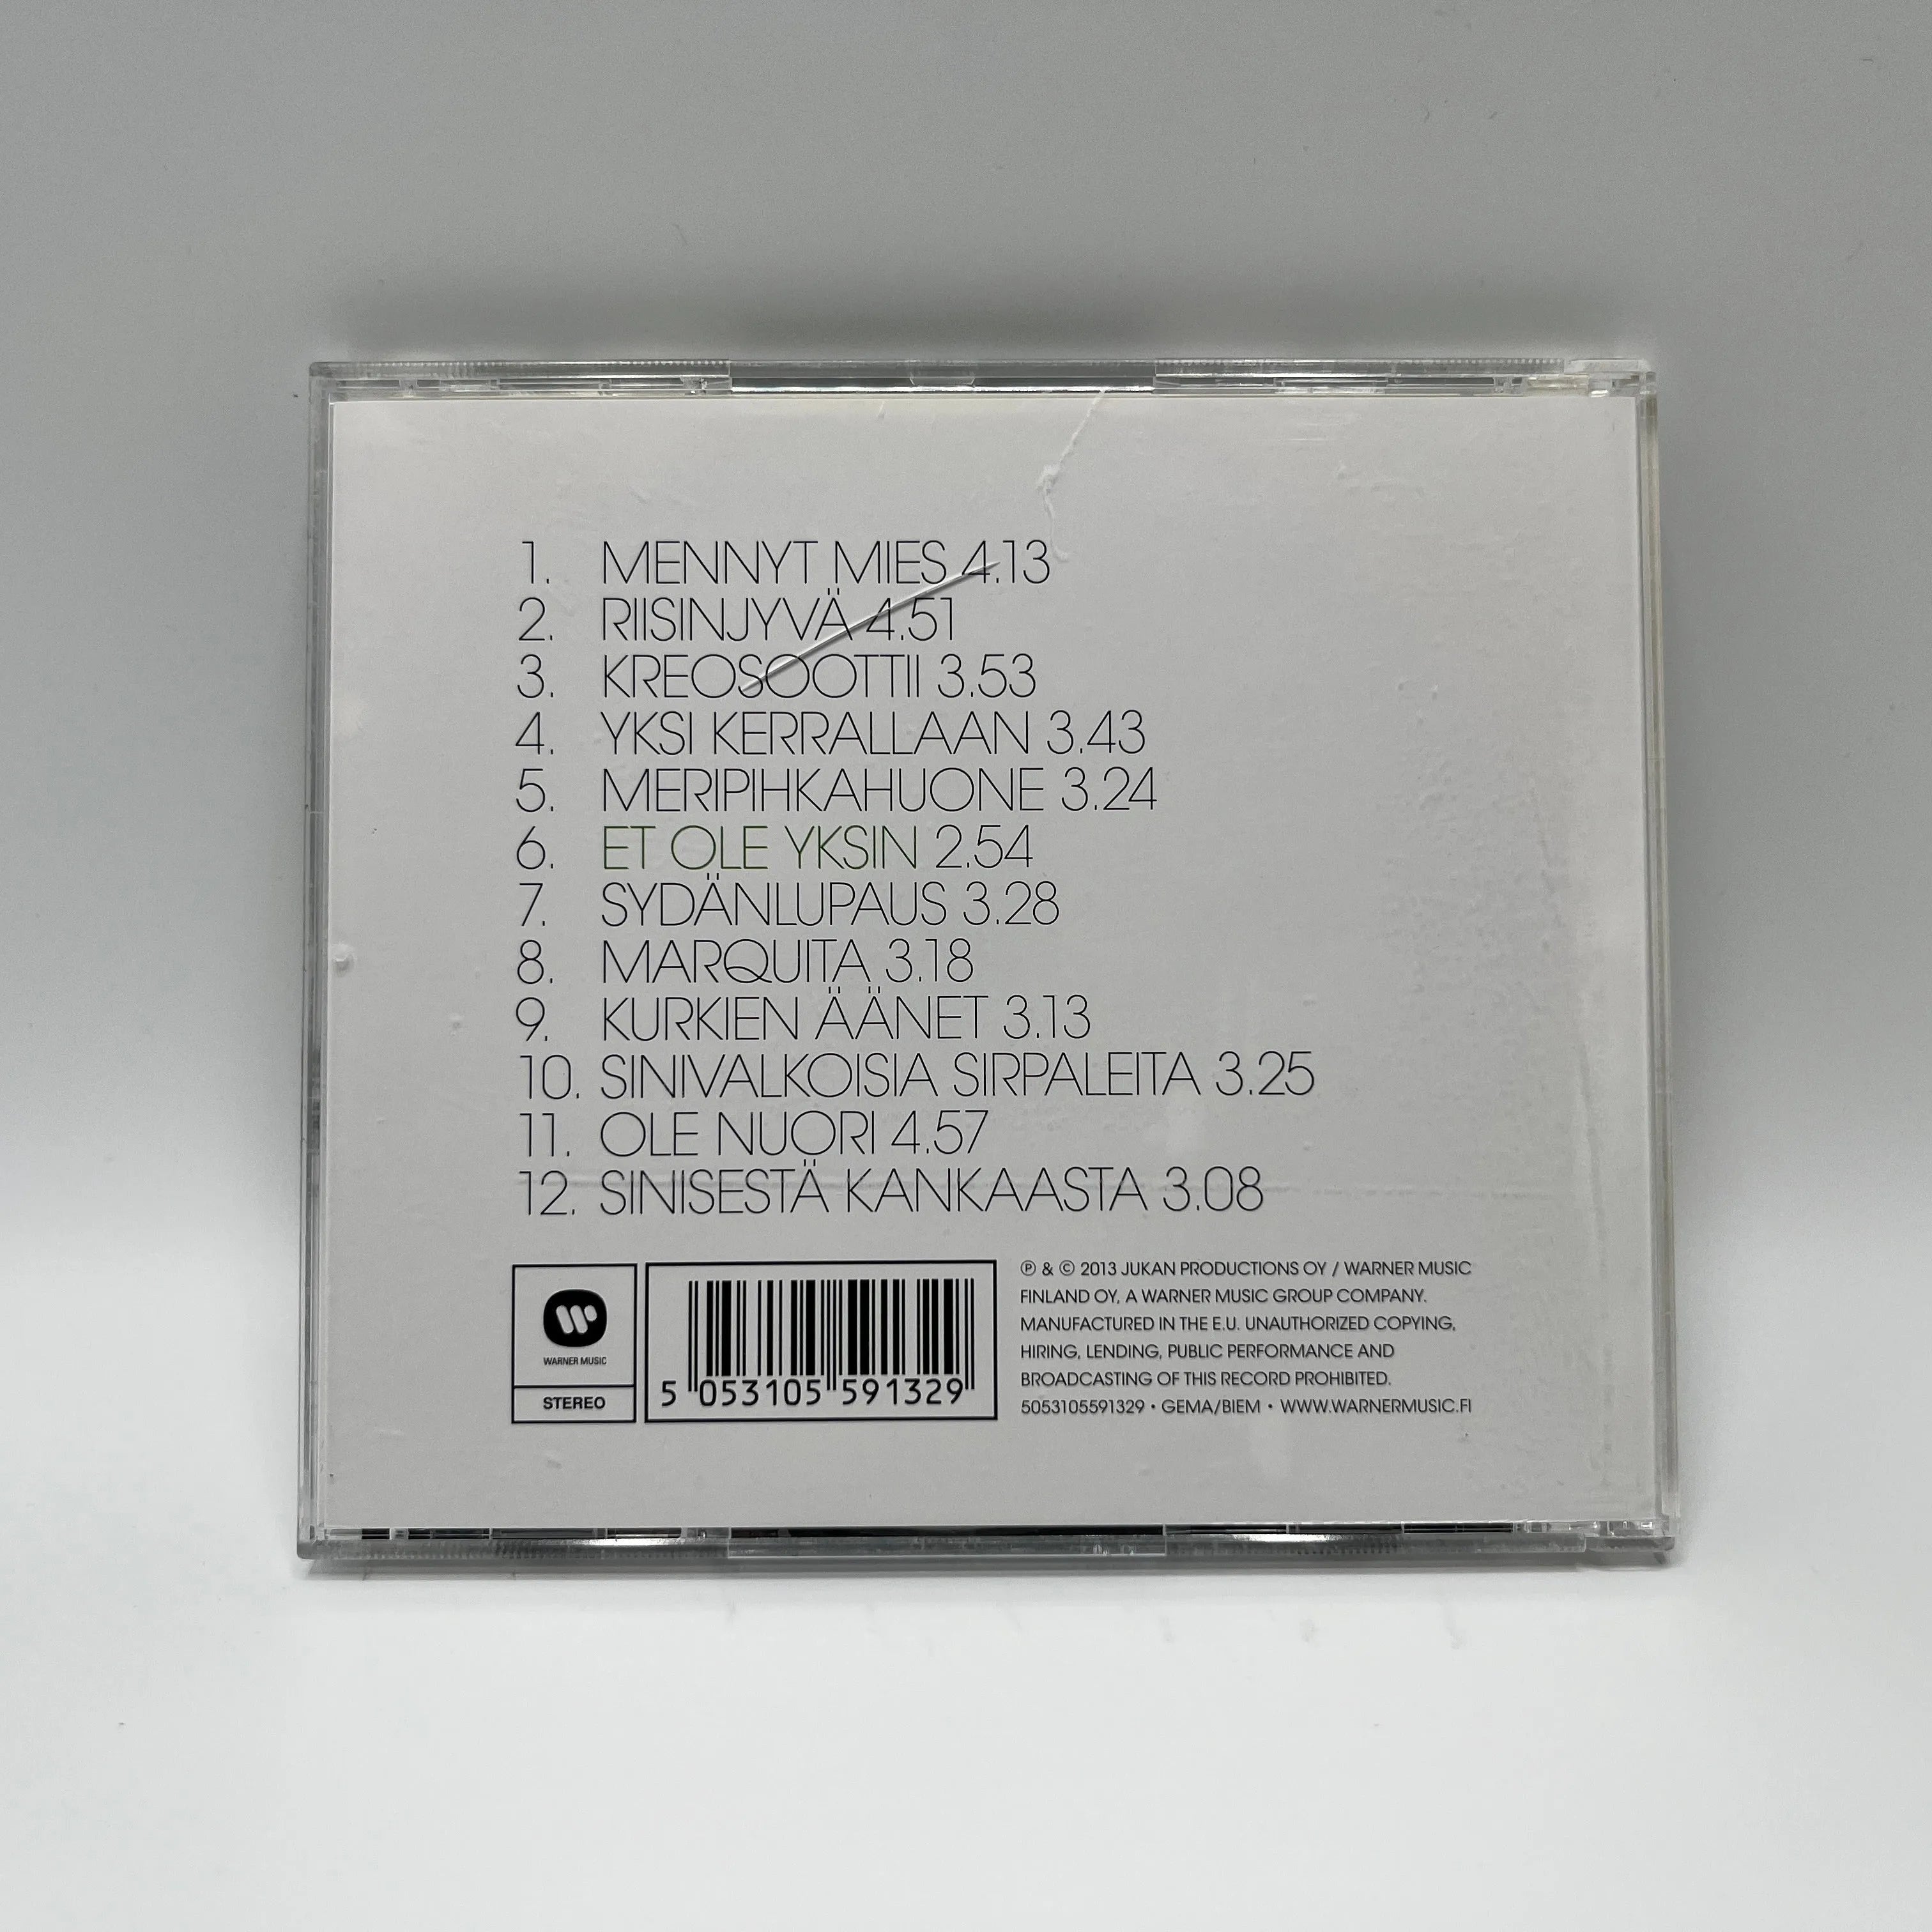 1. MENNYT MIES 4.13
2. RIISINJYVÄ 4.51
3. KREOSOOTTII 3.53
4. YKSI KERRALLAAN 3.43
5. MERIPIHKAHUONE 3.24
6. ET OLE YKSIN 2.54
7. SYDÄNLUPAUS 3.28
8. MARQUITA 3.18
9. KURKIEN ÄÄNET 3.13
10. SINIVALKOISIA SIRPALEITA 3.25
11. OLE NUORI 4.57
12. SINISESTÄ KANKAASTA 3.08
WARNER MUSIC
STEREO
5 053105 591329
℗ & © 2013 JUKAN PRODUCTIONS OY / WARNER MUSIC
FINLAND OY, A WARNER MUSIC GROUP COMPANY.
MANUFACTURED IN THE E.U. UNAUTHORIZED COPYING,
HIRING, LENDING, PUBLIC PERFORMANCE AND
BROADCASTING OF THIS RECORD PROHIBITED.
5053105591329 • GEMA/BIEM • WWW.WARNERMUSIC.FI